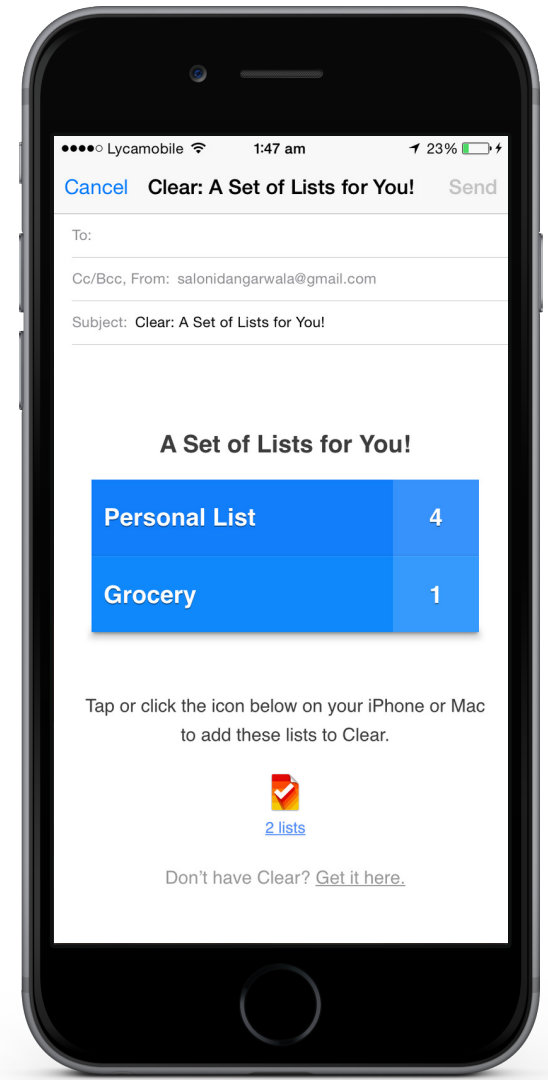 Lycamobile 1:47 am 23%
Cancel Clear: A Set of Lists for You! Send
To:
Cc/Bcc, From: salonidangarwala@gmail.com
Subject: Clear: A Set of Lists for You!
A Set of Lists for You!
Personal List 4
Grocery 1
Tap or click the icon below on your iPhone or Mac
to add these lists to Clear.
2 lists
Don’t have Clear? Get it here.